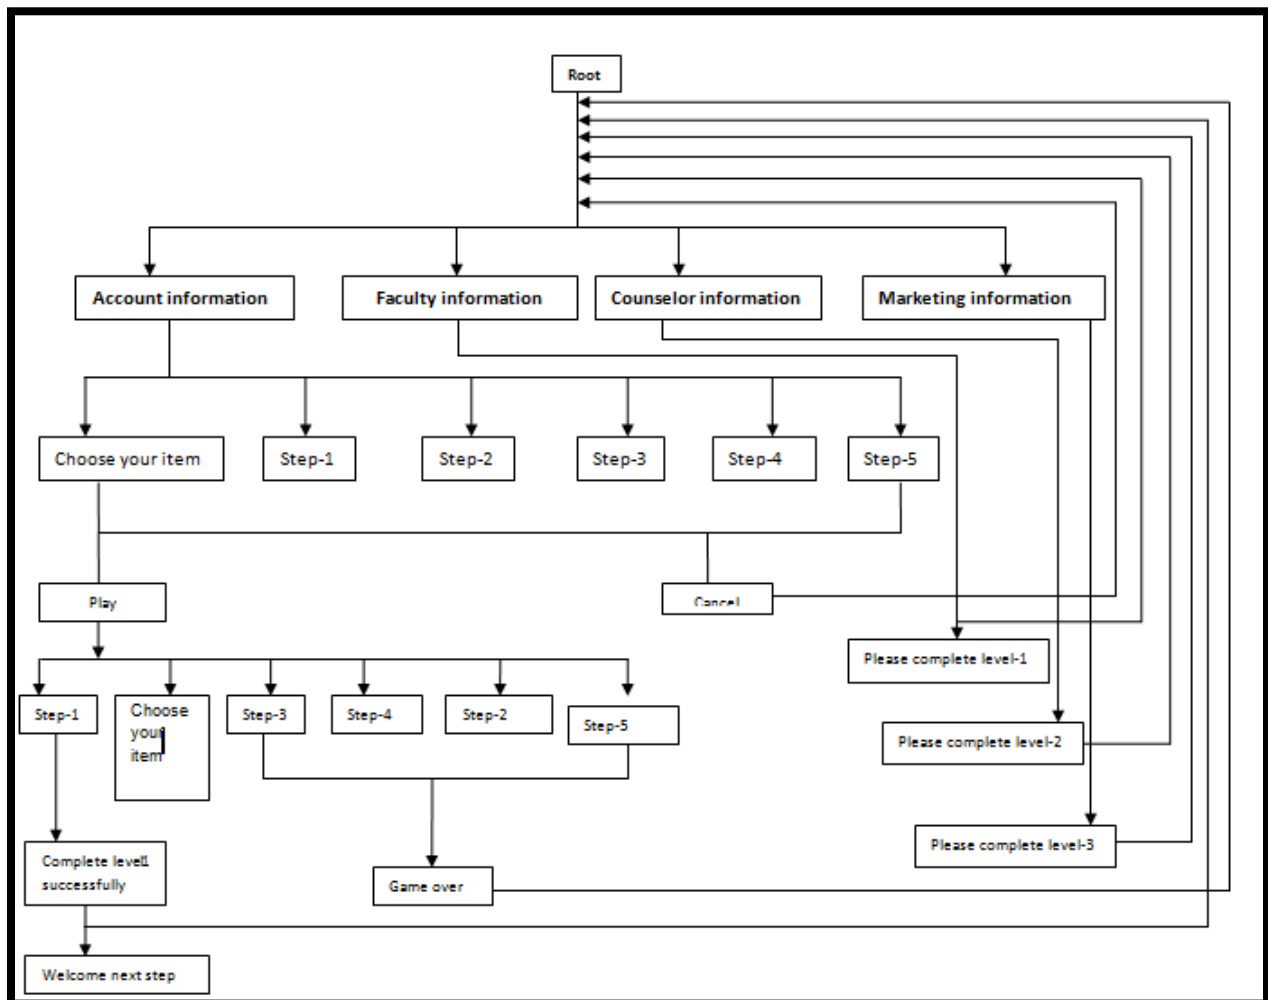 Root
Account information
Faculty information
Counselor information
Marketing information
Choose your item
Step-1
Step-2
Step-3
Step-4
Step-5
Play
Cancel
Please complete level-1
Step-1
Choose
your
item
Step-3
Step-4
Step-2
Step-5
Please complete level-2
Please complete level-3
Complete level1
successfully
Game over
Welcome next step